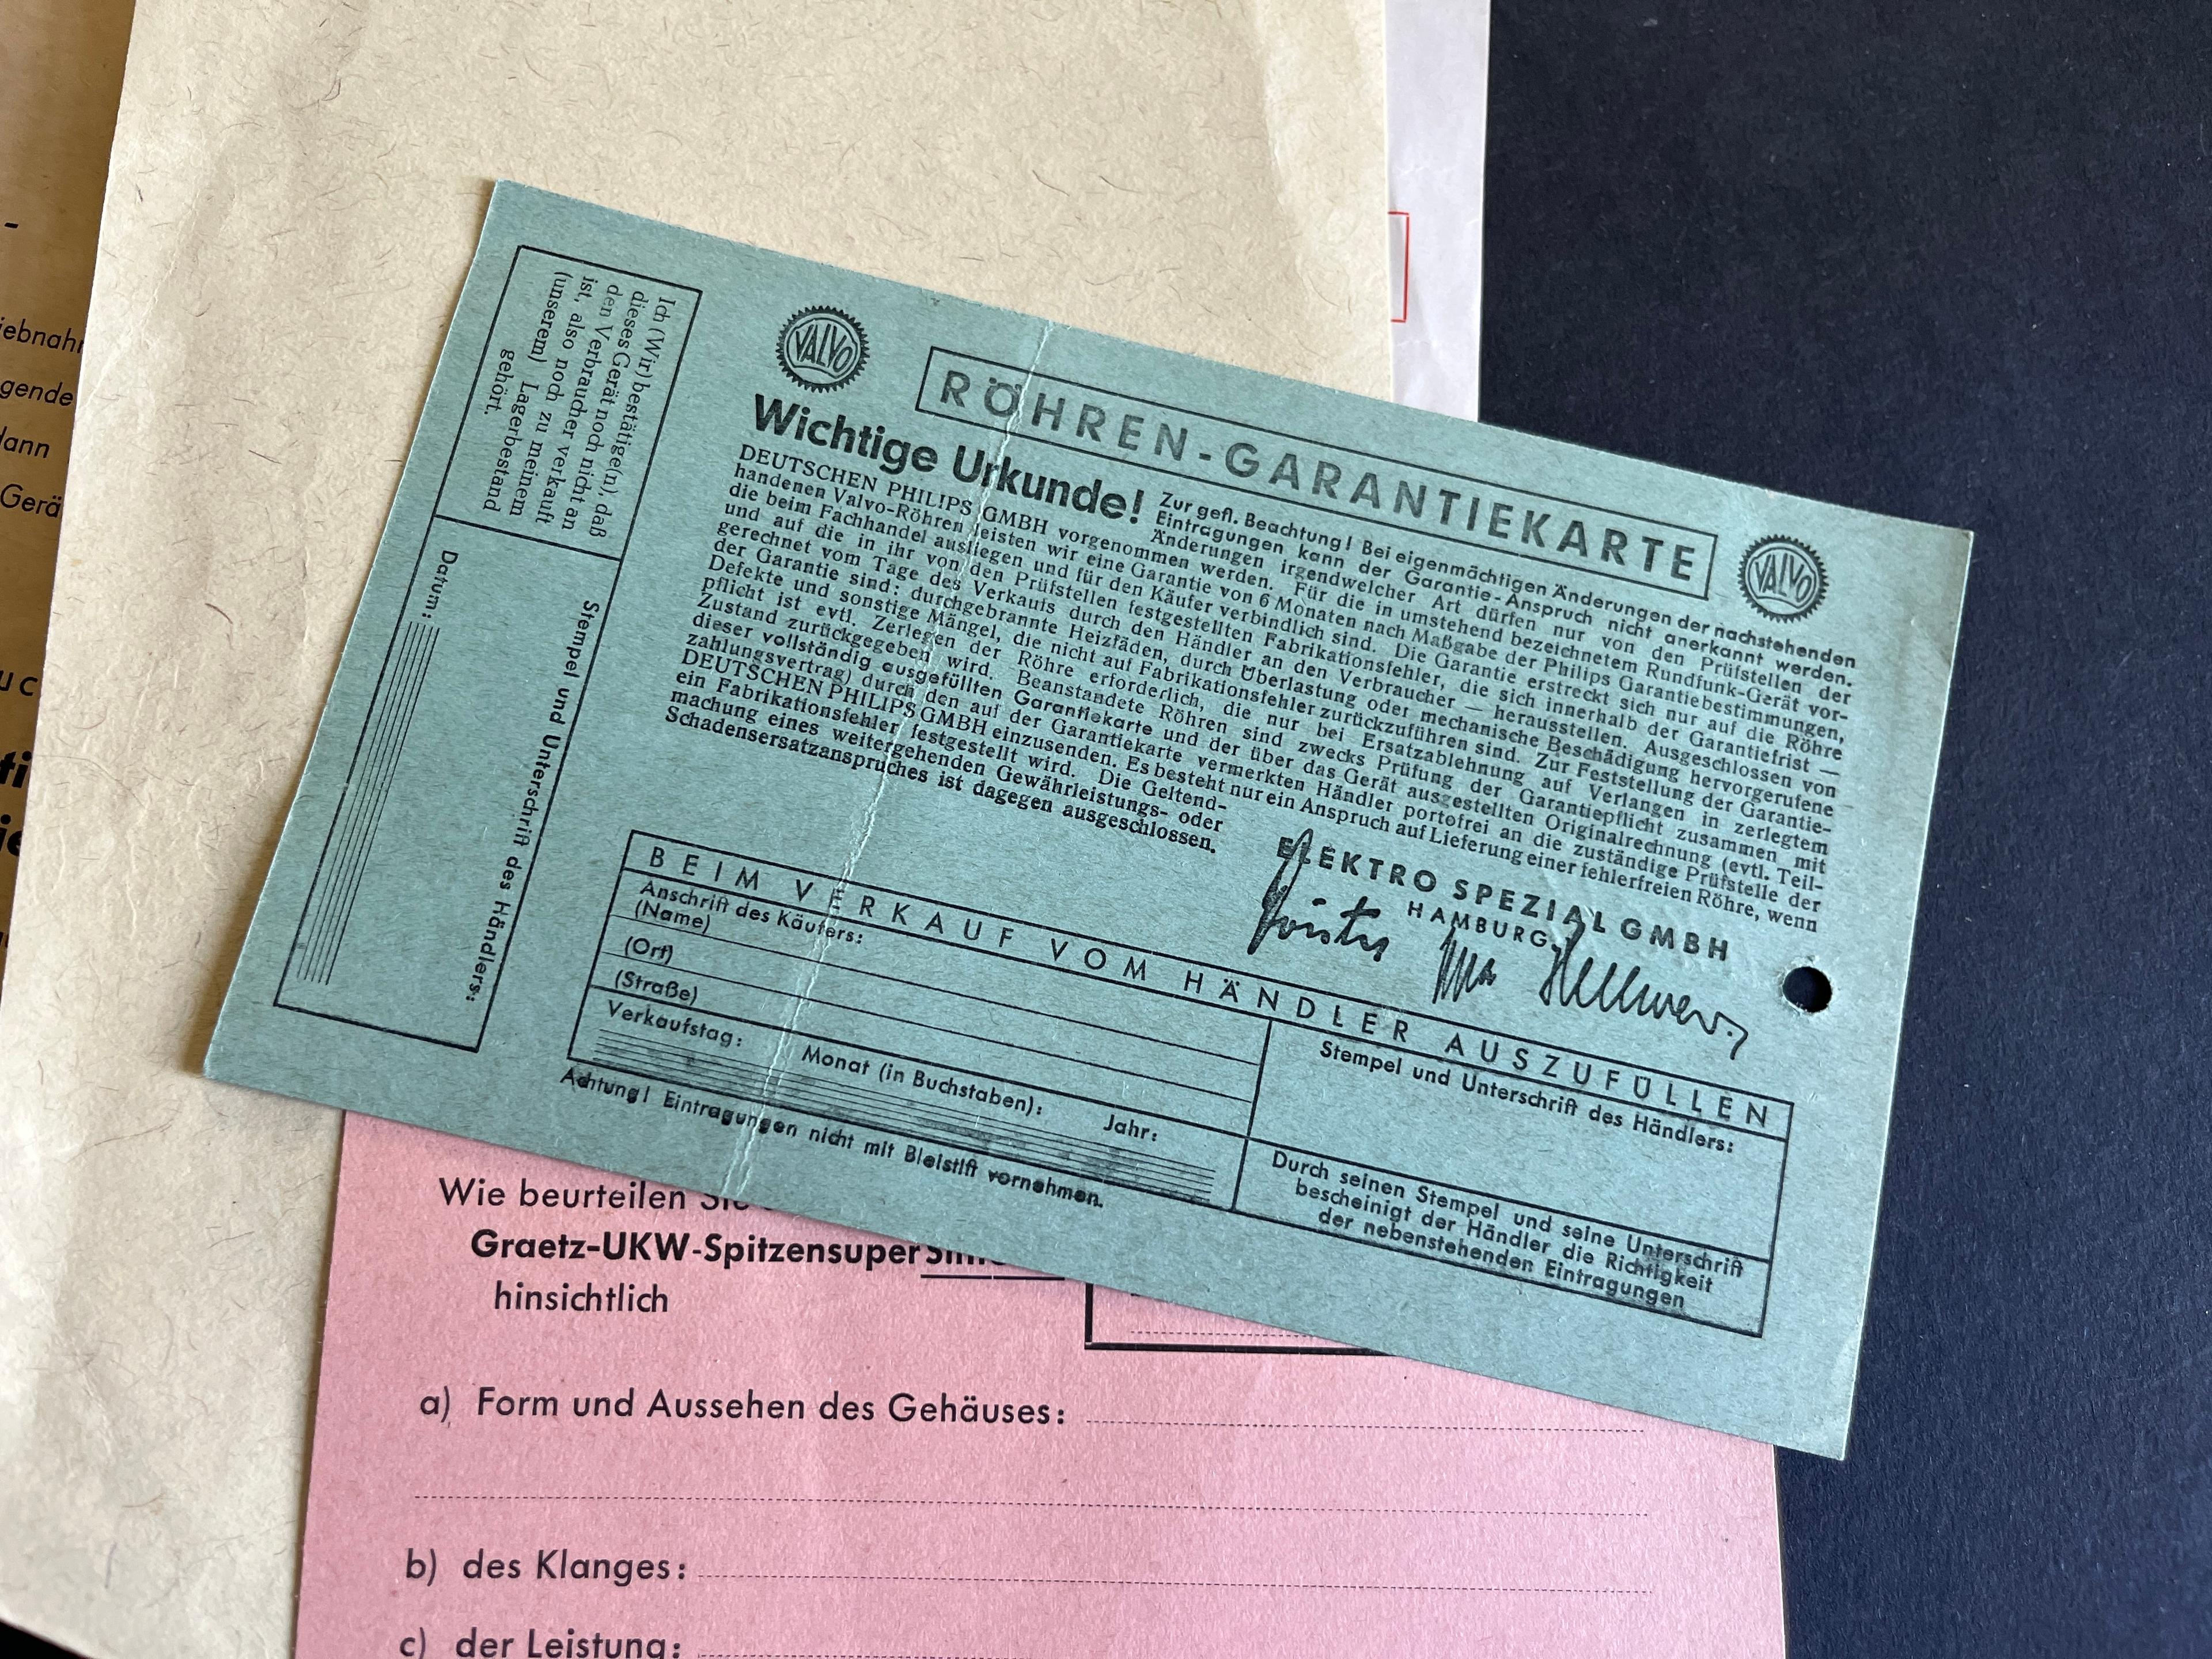 VALVO
RÖHREN-GARANTIEKARTE
VALVO
Wichtige Urkunde!
Zur gefl. Beachtung! Bei eigenmächtigen Änderungen der nachstehenden
Eintragungen kann der Garantie-Anspruch nicht anerkannt werden.
Änderungen irgendwelcher Art dürfen nur von den Prüfstellen der
DEUTSCHEN PHILIPS GMBH vorgenommen werden. Für die in umstehend bezeichnetem Rundfunk-Gerät vor-
handenen Valvo-Röhren leisten wir eine Garantie von 6 Monaten nach Maßgabe der Philips Garantiebestimmungen,
die beim Fachhandel ausliegen und für den Käufer verbindlich sind. Die Garantie erstreckt sich nur auf die Röhre
und auf die in ihr von den Prüfstellen festgestellten Fabrikationsfehler, die sich innerhalb der Garantiefrist —
gerechnet vom Tage des Verkaufs durch den Händler an den Verbraucher — herausstellen. Ausgeschlossen von
der Garantie sind: durchgebrannte Heizfäden, durch Überlastung oder mechanische Beschädigung hervorgerufene
Defekte und sonstige Mängel, die nicht auf Fabrikationsfehler zurückzuführen sind. Zur Feststellung der Garantie-
pflicht ist evtl. Zerlegen der Röhre erforderlich, die nur bei Ersatzablehnung auf Verlangen in zerlegtem
Zustand zurückgegeben wird. Beanstandete Röhren sind zwecks Prüfung der Garantiepflicht zusammen mit
dieser vollständig ausgefüllten Garantiekarte und der über das Gerät ausgestellten Originalrechnung (evtl. Teil-
zahlungsvertrag) durch den auf der Garantiekarte vermerkten Händler portofrei an die zuständige Prüfstelle der
DEUTSCHEN PHILIPS GMBH einzusenden. Es besteht nur ein Anspruch auf Lieferung einer fehlerfreien Röhre, wenn
ein Fabrikationsfehler festgestellt wird. Die Geltend-
machung eines weitergehenden Gewährleistungs- oder
Schadensersatzanspruches ist dagegen ausgeschlossen.
ELEKTRO SPEZIAL GMBH
HAMBURG
BEIM VERKAUF VOM HÄNDLER AUSZUFÜLLEN
Anschrift des Käufers:
(Name)
(Ort)
(Straße)
Verkaufstag: Monat (in Buchstaben): Jahr:
Achtung! Eintragungen nicht mit Bleistift vornehmen.
Stempel und Unterschrift des Händlers:
Durch seinen Stempel und seine Unterschrift
bescheinigt der Händler die Richtigkeit
der nebenstehenden Eintragungen
Ich (Wir) bestätige(n), daß
dieses Gerät noch nicht an
den Verbraucher verkauft
ist, also noch zu meinem
(unserem) Lagerbestand
gehört.
Stempel und Unterschrift des Händlers:
Datum:
Wie beurteilen
Graetz-UKW-Spitzensuper
hinsichtlich
a) Form und Aussehen des Gehäuses:
b) des Klanges:
c) der Leistung: